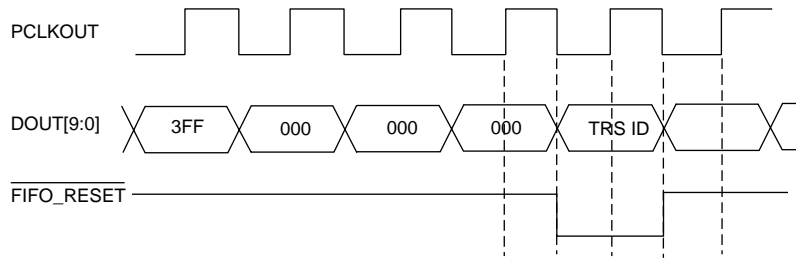 PCLKOUT
DOUT[9:0] 3FF 000 000 000 TRS ID
FIFO_RESET